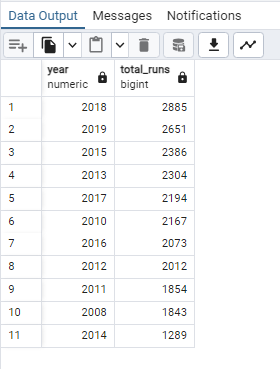 Data Output Messages Notifications
year total_runs
numeric bigint
1 2018 2885
2 2019 2651
3 2015 2386
4 2013 2304
5 2017 2194
6 2010 2167
7 2016 2073
8 2012 2012
9 2011 1854
10 2008 1843
11 2014 1289